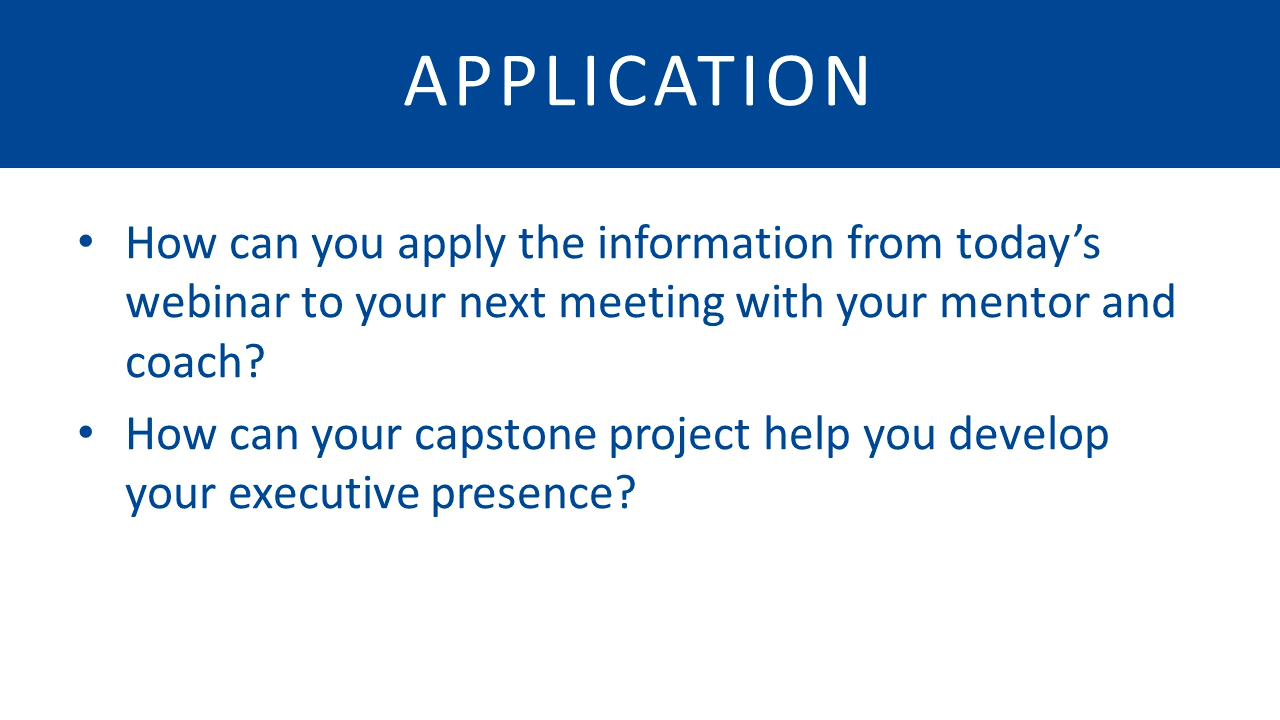 APPLICATION
• How can you apply the information from today’s
webinar to your next meeting with your mentor and
coach?
• How can your capstone project help you develop
your executive presence?